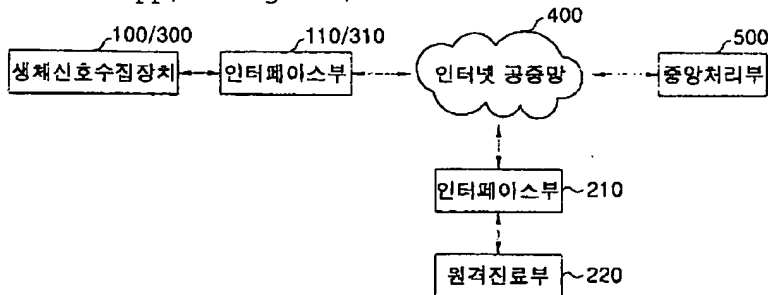 400
100/300
110/310
500
생체신호수집장치
인터페이스부
인터넷 공중망
중앙처리부
인터페이스부
210
원격진료부
220